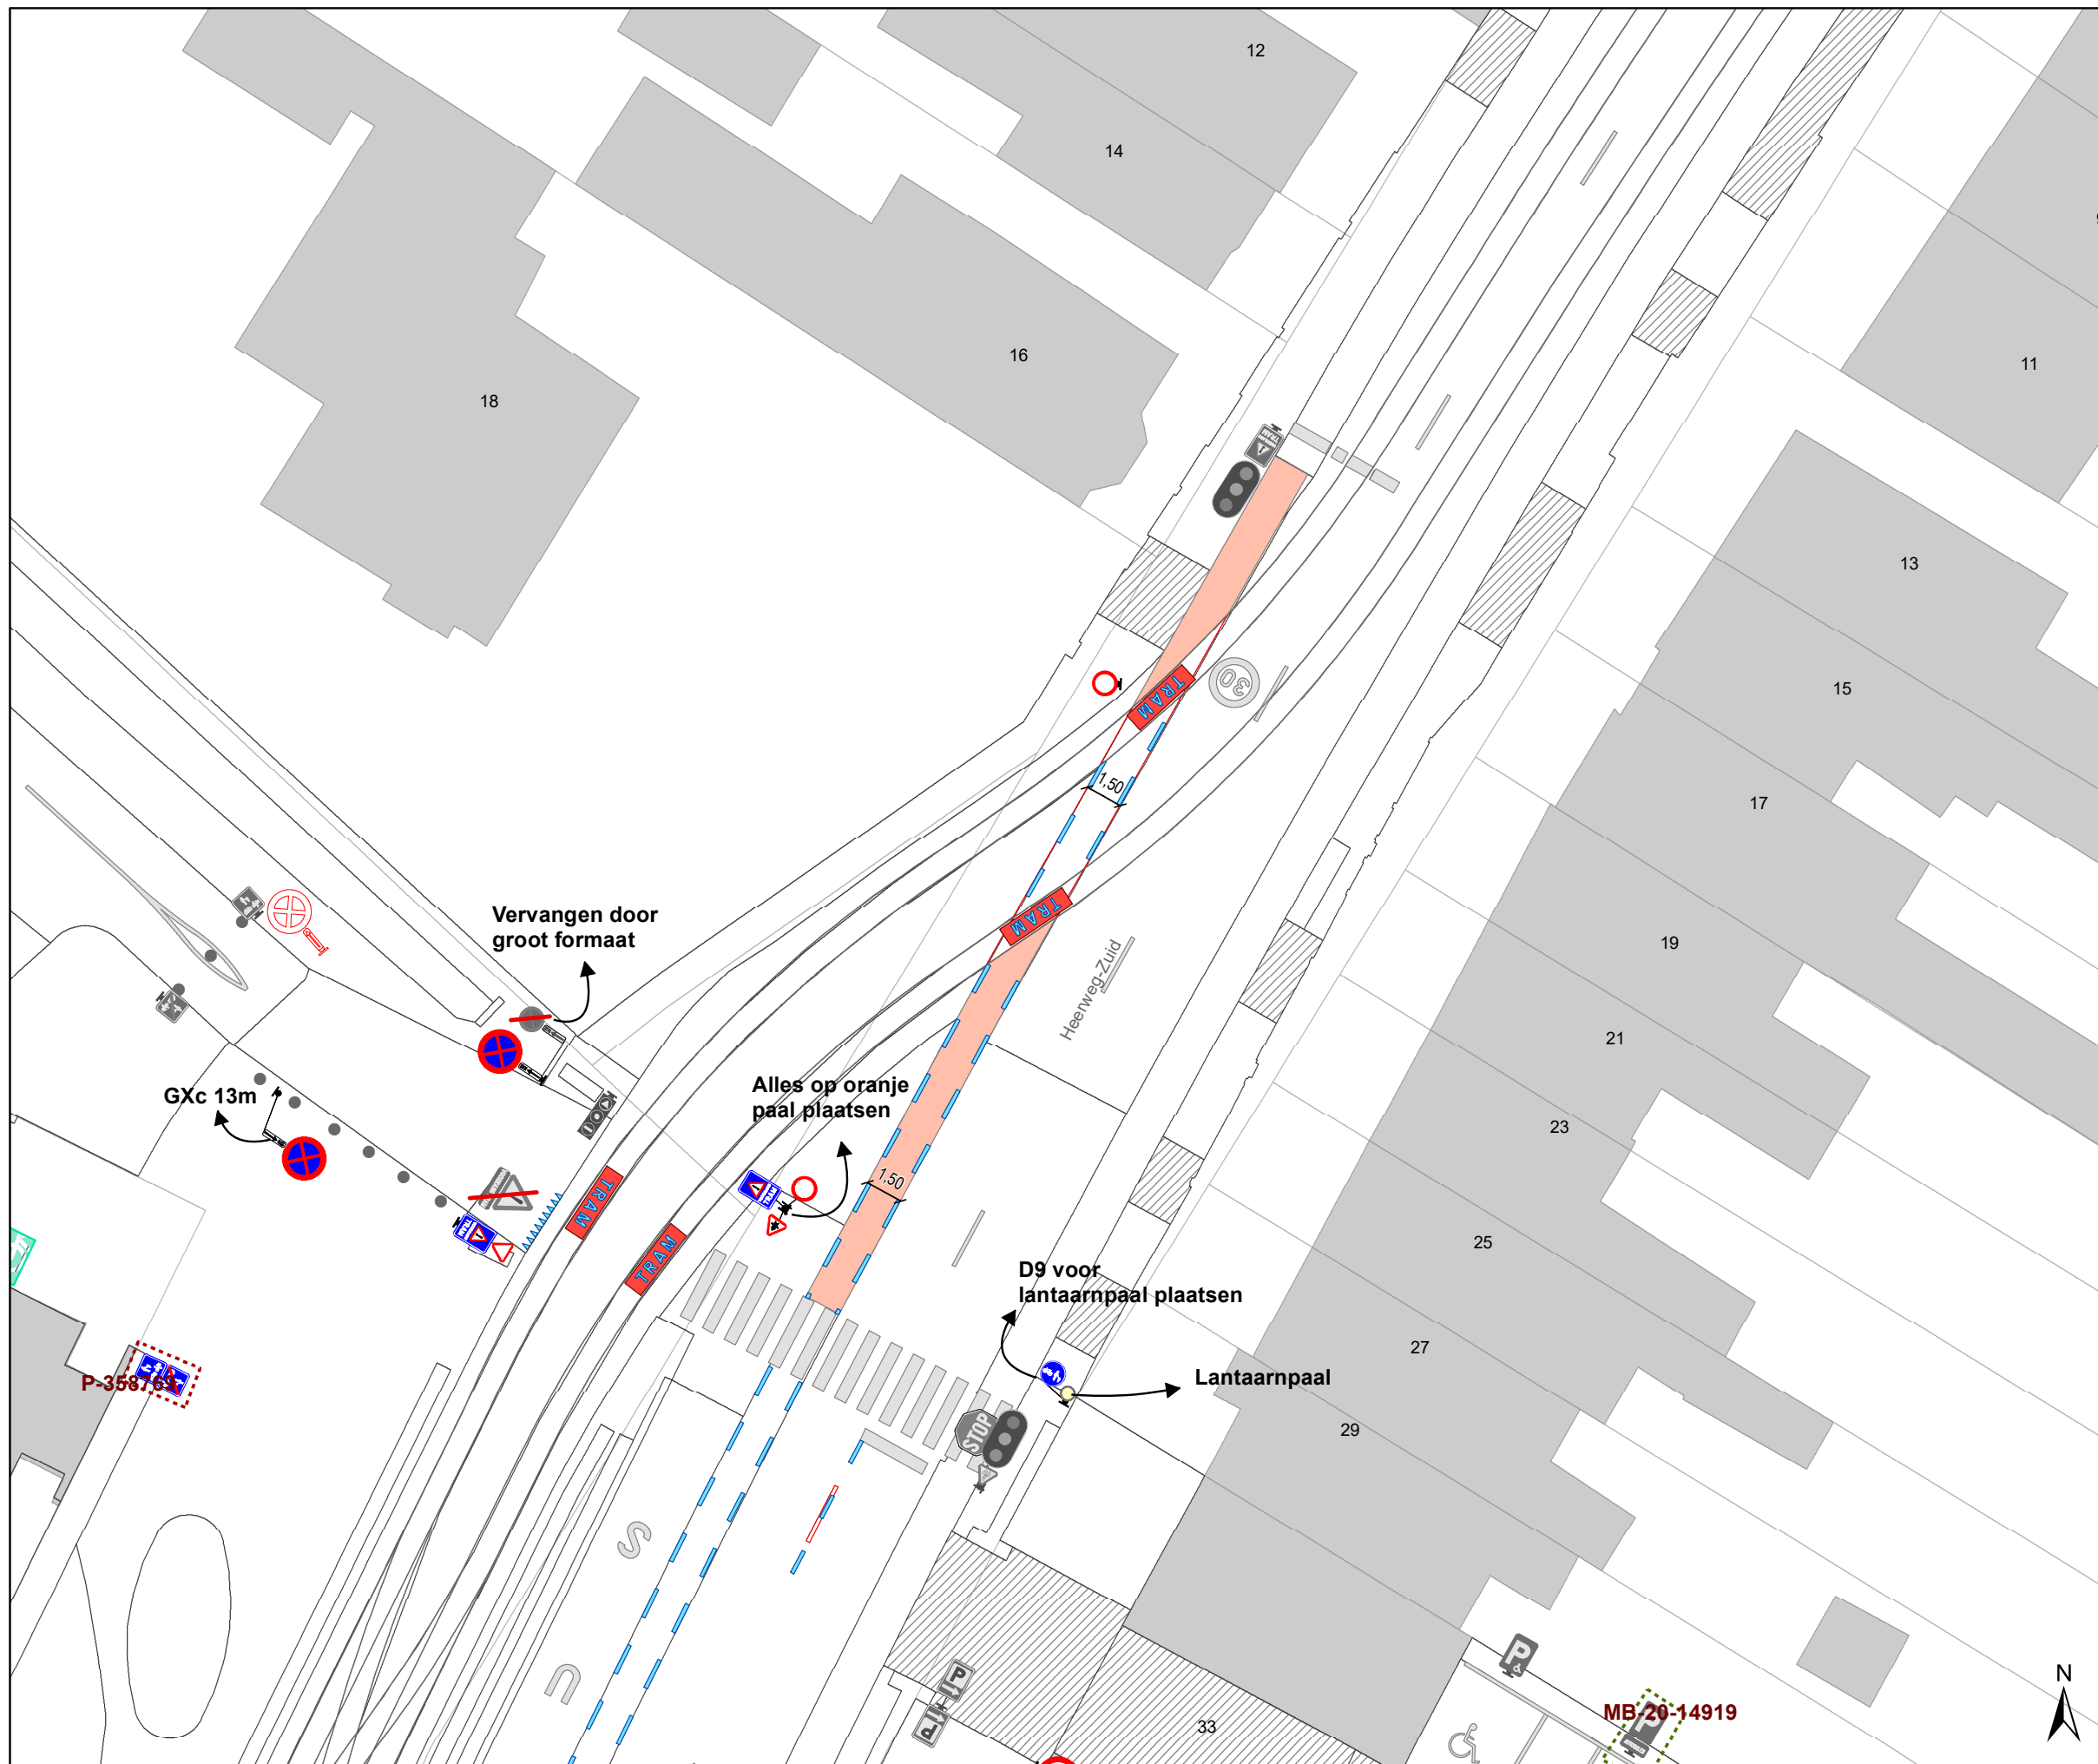 12
14
16
18
11
13
15
17
19
21
23
25
27
29
33
30
TRAM
1,50
TRAM
Heerweg-Zuid
Vervangen door
groot formaat
GXc 13m
Alles op oranje
paal plaatsen
1,50
TRAM
TRAM
D9 voor
lantaarnpaal plaatsen
Lantaarnpaal
STOP
P-358769
S
U
P
P
P
P
MB-20-14919
N